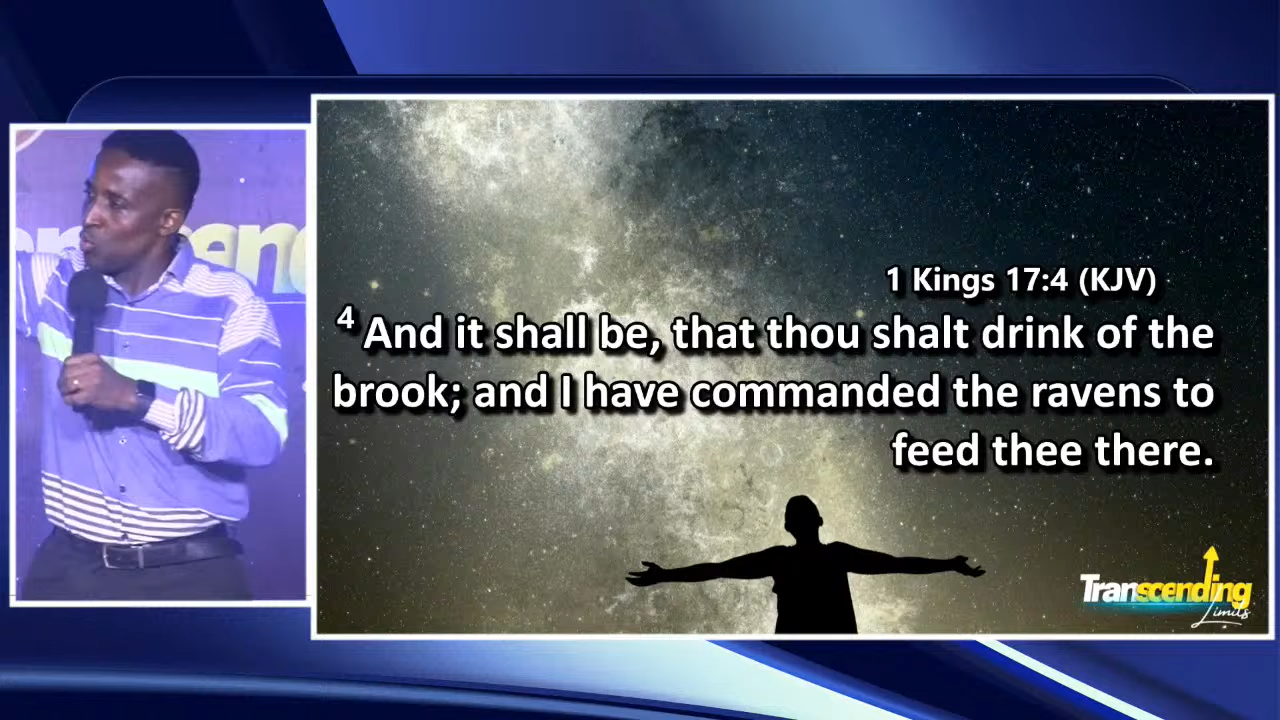 1 Kings 17:4 (KJV)
4 And it shall be, that thou shalt drink of the
brook; and I have commanded the ravens to
feed thee there.
Transcending
Limits